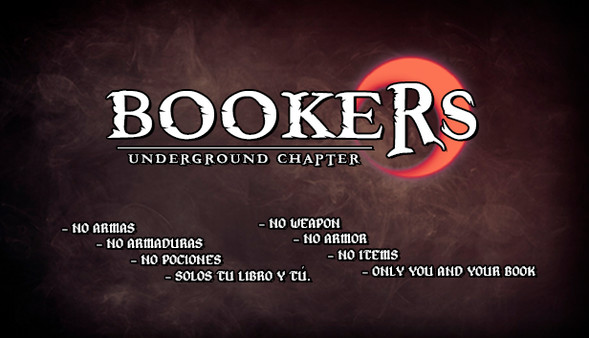 BOOKERS
UNDERGROUND CHAPTER
- NO ARMAS
- NO ARMADURAS
- NO POCIONES
- SOLOS TU LIBRO Y TÚ.
- NO WEAPON
- NO ARMOR
- NO ITEMS
- ONLY YOU AND YOUR BOOK